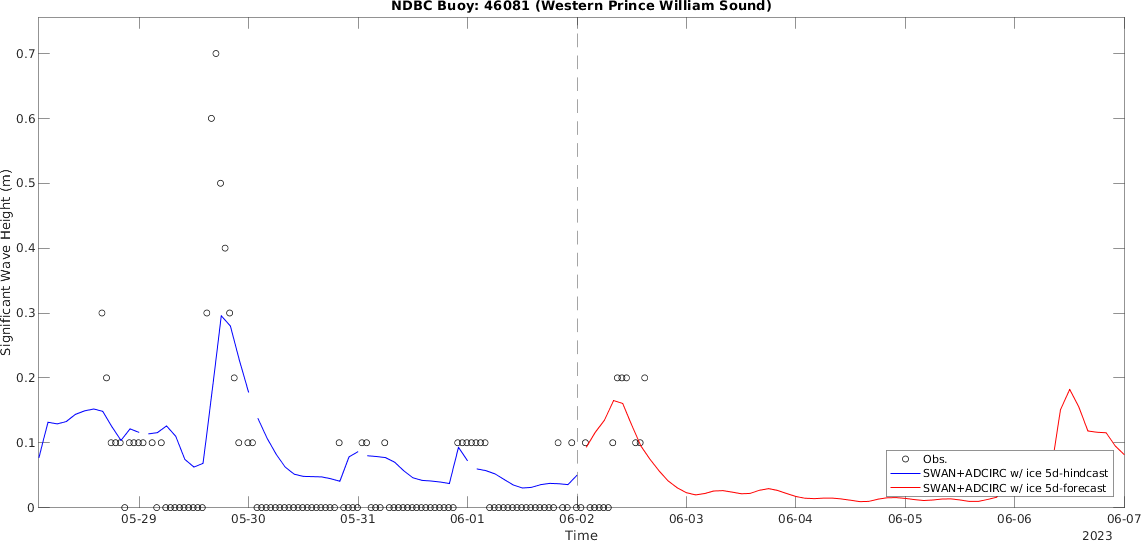 NDBC Buoy: 46081 (Western Prince William Sound)
Significant Wave Height (m)
0.7
0.6
0.5
0.4
0.3
0.2
0.1
0
Obs.
SWAN+ADCIRC w/ ice 5d-hindcast
SWAN+ADCIRC w/ ice 5d-forecast
05-29 05-30 05-31 06-01 06-02 06-03 06-04 06-05 06-06 06-07
Time
2023